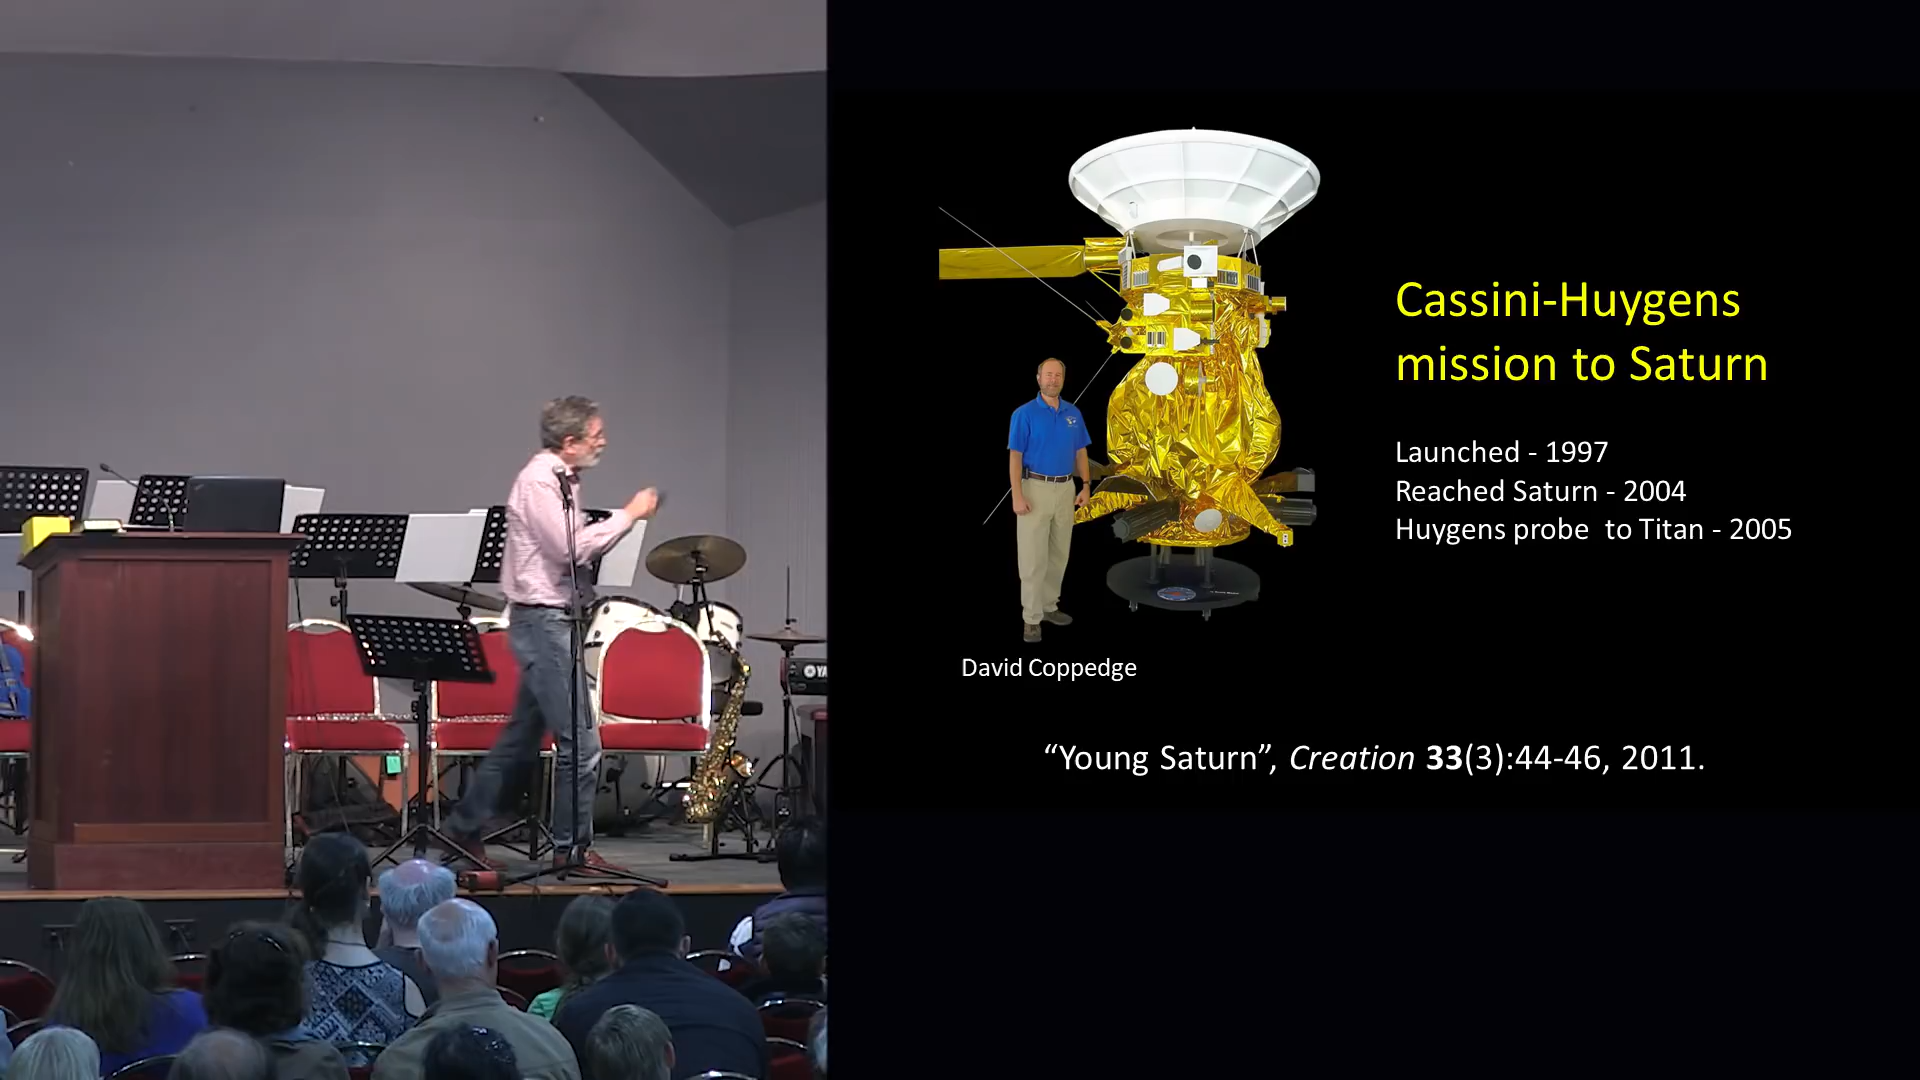 Cassini-Huygens
mission to Saturn
Launched - 1997
Reached Saturn - 2004
Huygens probe  to Titan - 2005
David Coppedge
“Young Saturn”, Creation 33(3):44-46, 2011.